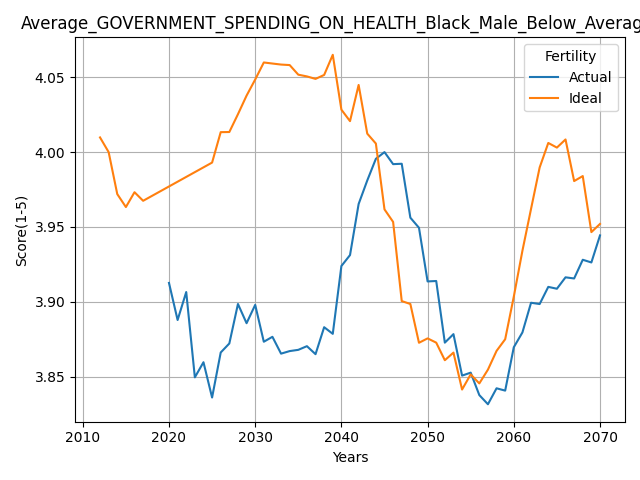 Average_GOVERNMENT_SPENDING_ON_HEALTH_Black_Male_Below_Averag
Fertility
Actual
Ideal
4.05
4.00
3.95
3.90
3.85
Score(1-5)
2010 2020 2030 2040 2050 2060 2070
Years